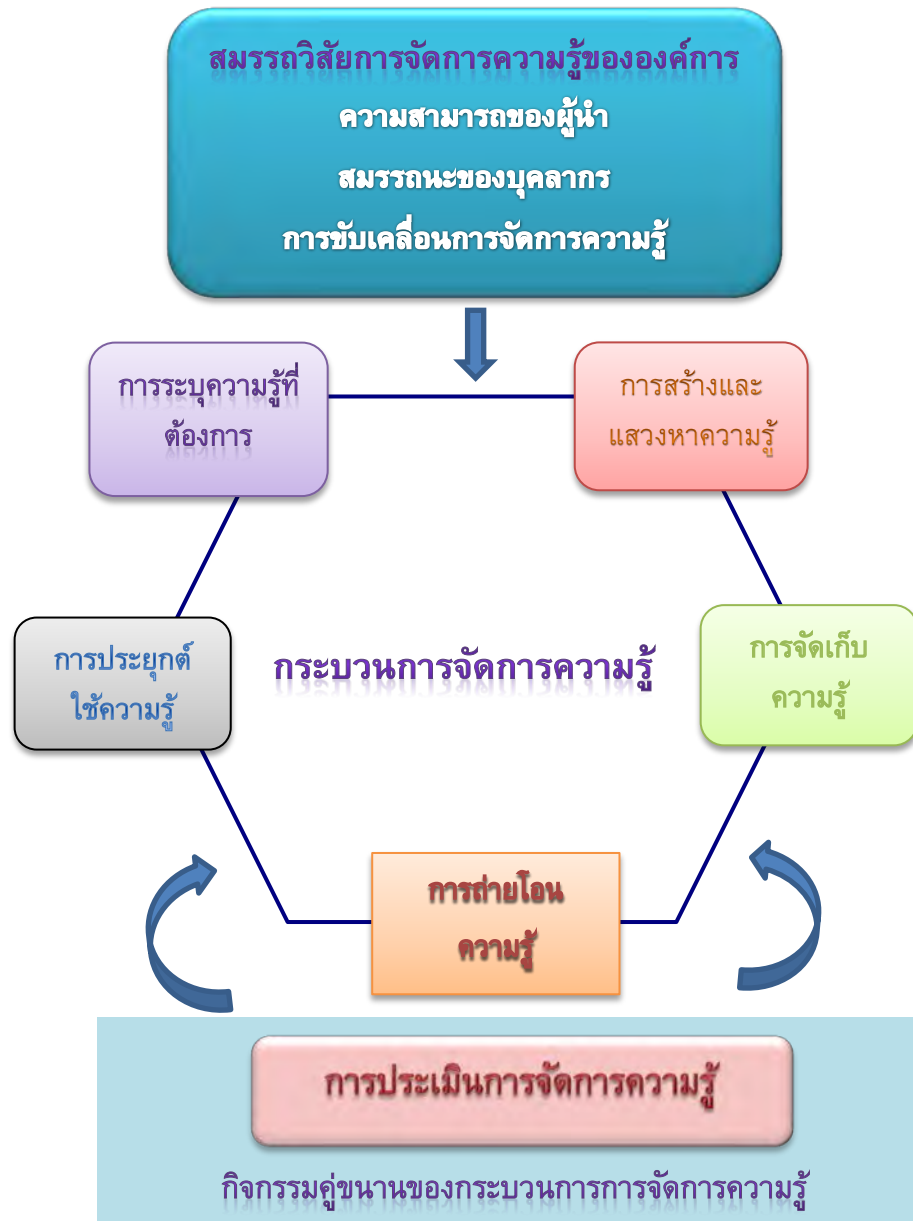 สมรรถวิสัยการจัดการความรู้ขององค์การ
ความสามารถของผู้นำ
สมรรถนะของบุคลากร
การขับเคลื่อนการจัดการความรู้
การระบุความรู้ที่
ต้องการ
การสร้างและ
แสวงหาความรู้
การประยุกต์
ใช้ความรู้
กระบวนการจัดการความรู้
การจัดเก็บ
ความรู้
การถ่ายโอน
ความรู้
การประเมินการจัดการความรู้
กิจกรรมคู่ขนานของกระบวนการการจัดการความรู้